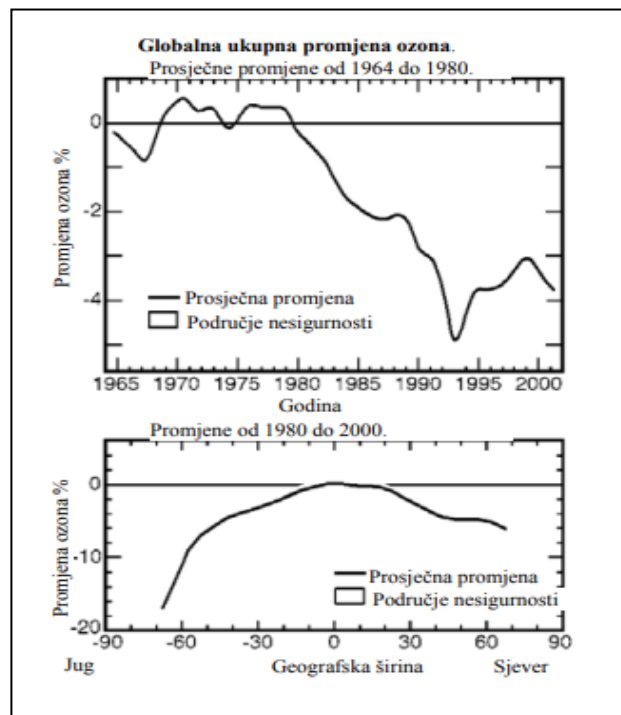 Globalna ukupna promjena ozona.
Prosječne promjene od 1964 do 1980.
Promjena ozona %
0
-2
-4
Prosječna promjena
Područje nesigurnosti
1965 1970 1975 1980 1985 1990 1995 2000
Godina
Promjene od 1980 do 2000.
Promjena ozona %
0
-10
-20
Prosječna promjena
Područje nesigurnosti
-90 -60 -30 0 30 60 90
Jug Geografska širina Sjever